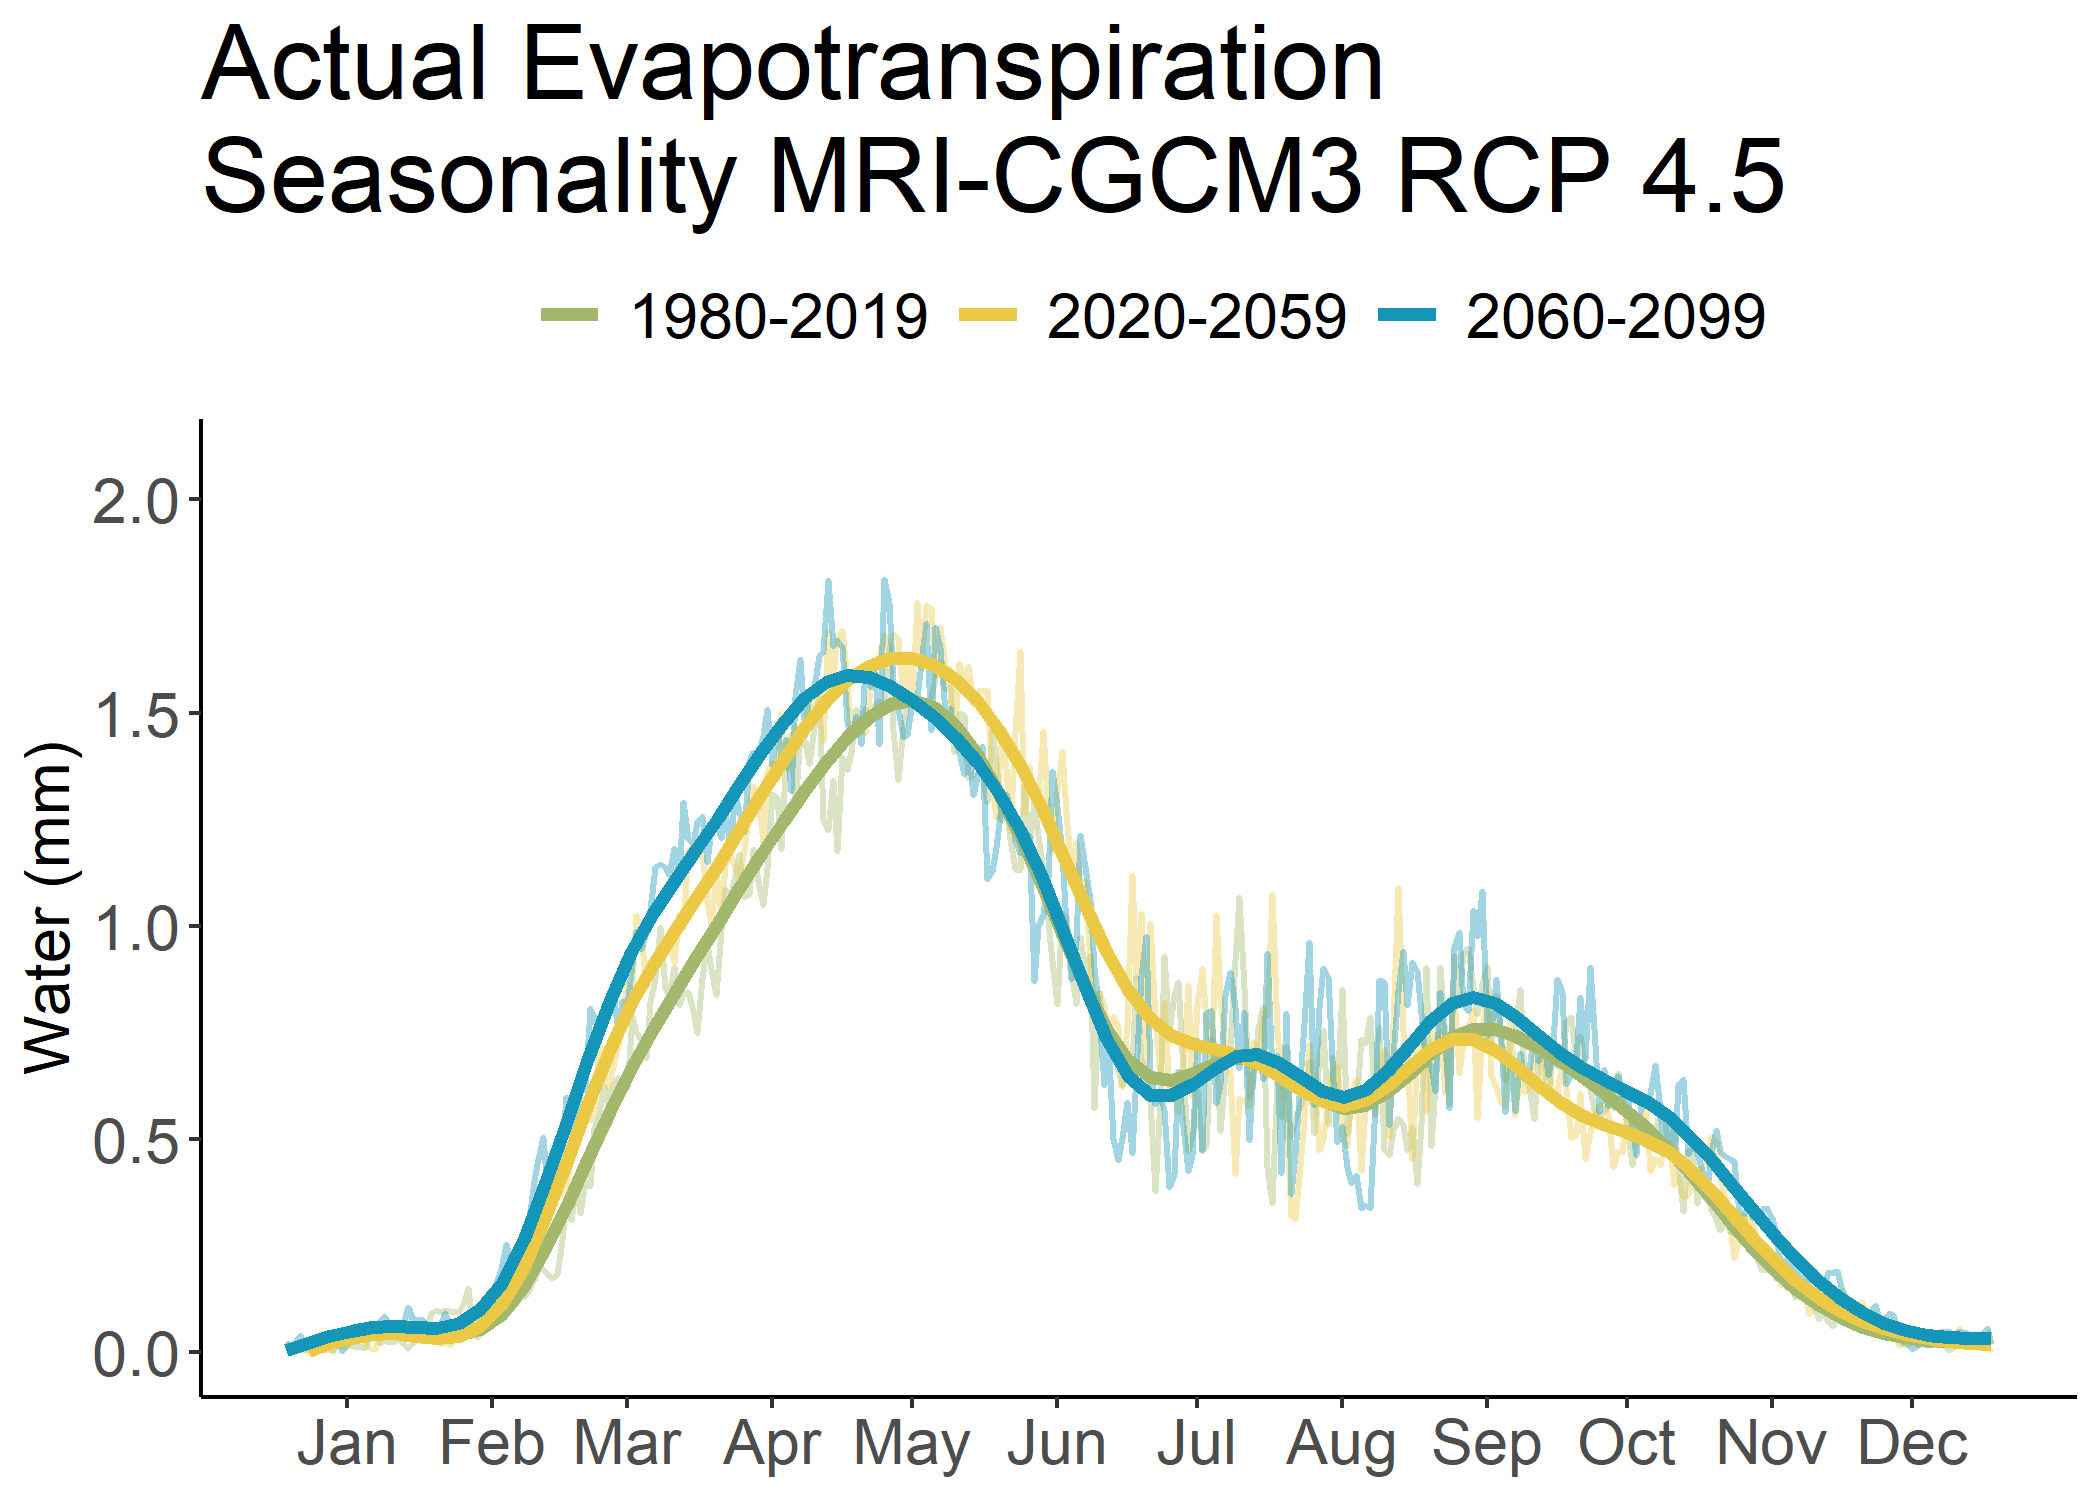 Actual Evapotranspiration
Seasonality MRI-CGCM3 RCP 4.5
1980-2019 2020-2059 2060-2099
Water (mm)
2.0
1.5
1.0
0.5
0.0
Jan Feb Mar Apr May Jun Jul Aug Sep Oct Nov Dec